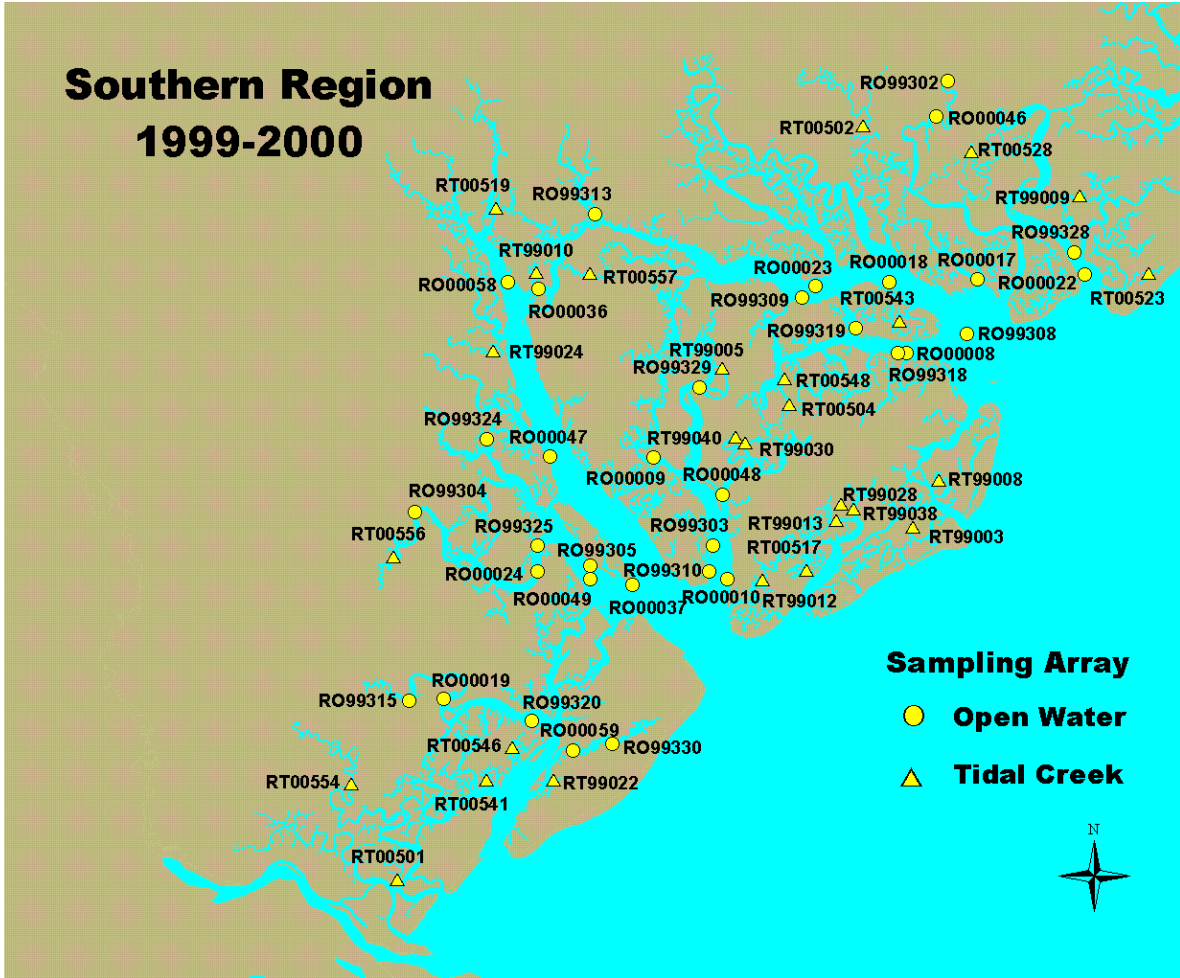 Southern Region
1999-2000
RO99302
RO00046
RT00502
RT00528
RT00519
RO99313
RT99009
RO99328
RT99010
RT00557
RO00058
RO00036
RO00023
RO00018
RO00017
RO00022
RT00523
RO99309
RT00543
RO99319
RO99308
RO00008
RO99318
RT99024
RT99005
RO99329
RT00548
RT00504
RO99324
RO00047
RT99040
RT99030
RO00009
RO00048
RT99008
RO99304
RT99028
RT99038
RT99013
RT99003
RO99325
RO99303
RT00556
RO99305
RT00517
RO00024
RO99310
RO00049
RO00037
RO00010
RT99012
Sampling Array
Open Water
Tidal Creek
RO00019
RO99315
RO99320
RO00059
RT00546
RO99330
RT00554
RT00541
RT99022
RT00501
N